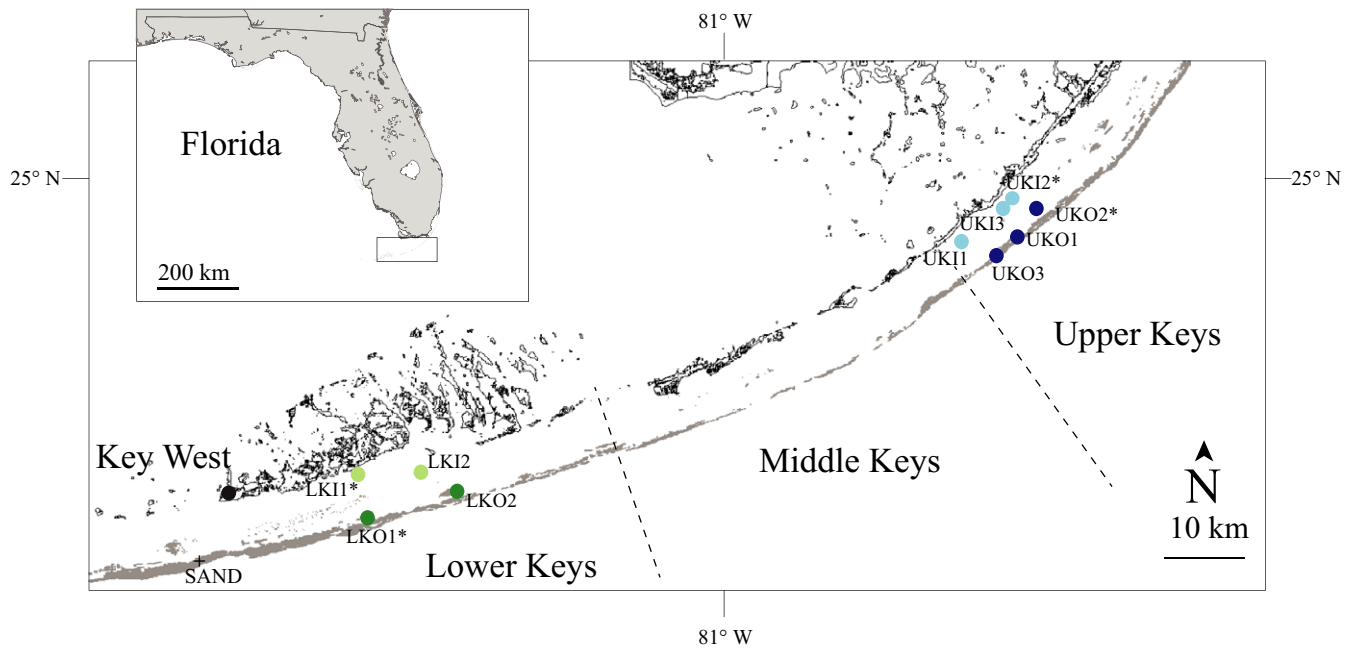 81° W
Florida
200 km
25° N
25° N
UKI2*
UKO2*
UKI3
UKO1
UKI1
UKO3
Upper Keys
Key West
LKI2
Middle Keys
LKI1*
LKO2
N
LKO1*
10 km
Lower Keys
SAND
81° W